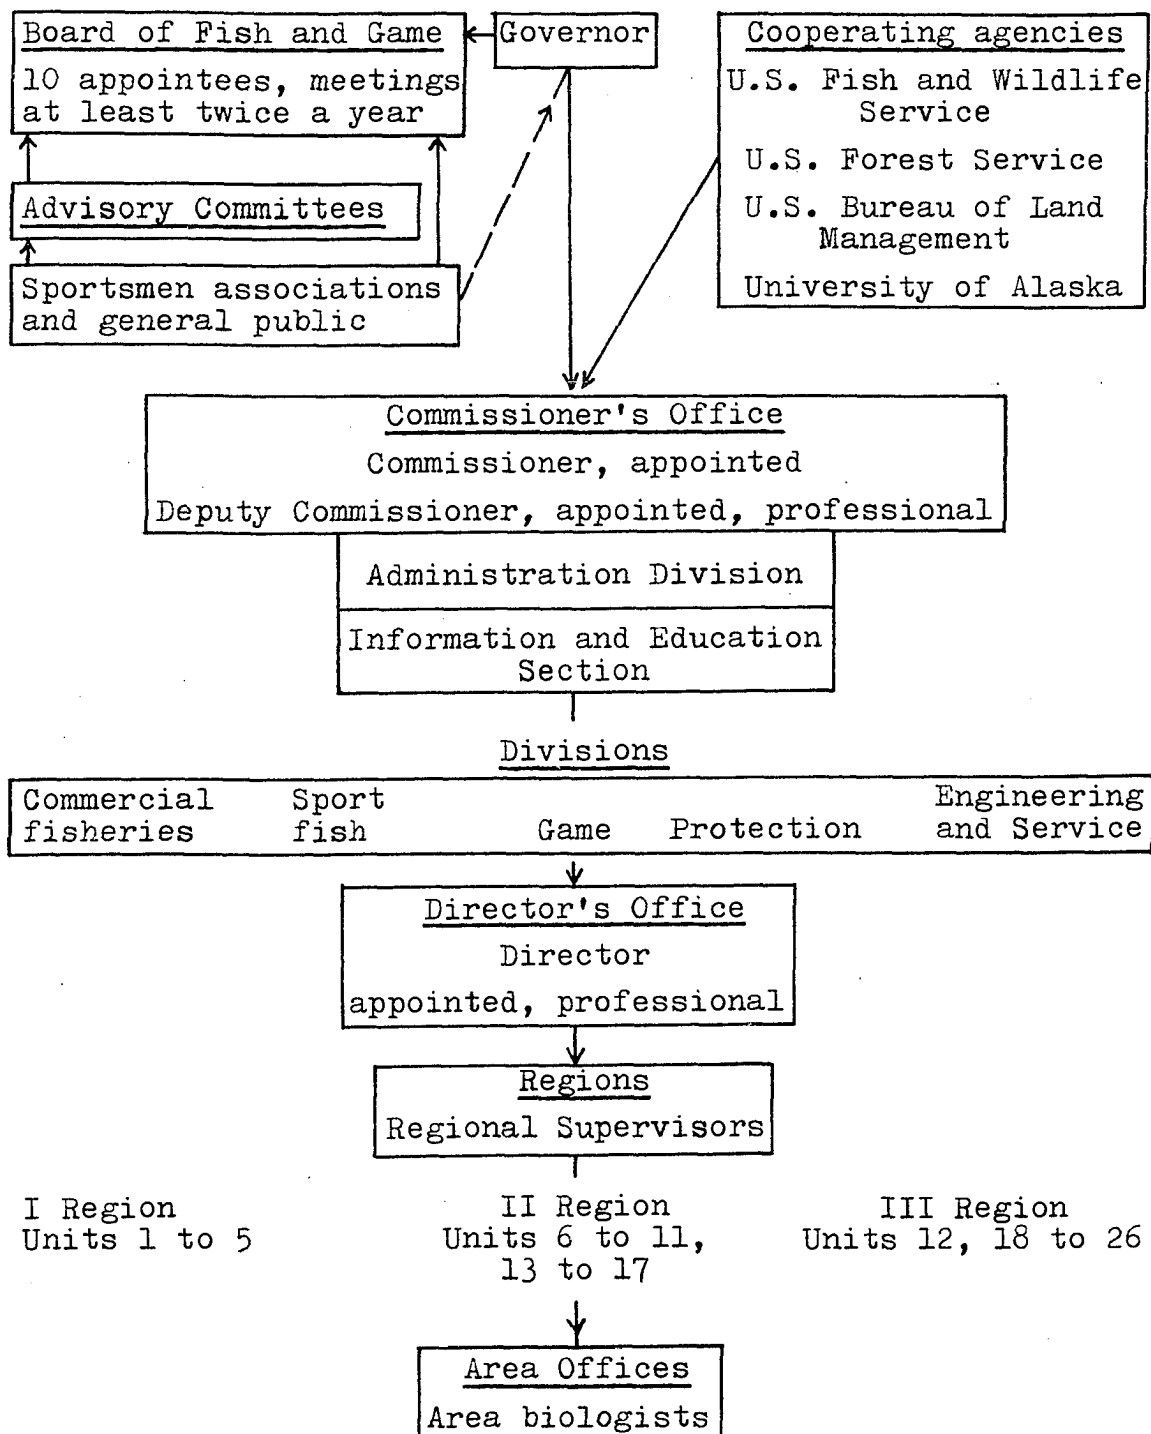 Board of Fish and Game
10 appointees, meetings
at least twice a year
Governor
Cooperating agencies
U.S. Fish and Wildlife
Service
U.S. Forest Service
U.S. Bureau of Land
Management
University of Alaska
Advisory Committees
Sportsmen associations
and general public
Commissioner's Office
Commissioner, appointed
Deputy Commissioner, appointed, professional
Administration Division
Information and Education
Section
Divisions
Commercial
fisheries
Sport
fish
Game
Protection
Engineering
and Service
Director's Office
Director
appointed, professional
Regions
Regional Supervisors
I Region
Units 1 to 5
II Region
Units 6 to 11,
13 to 17
III Region
Units 12, 18 to 26
Area Offices
Area biologists